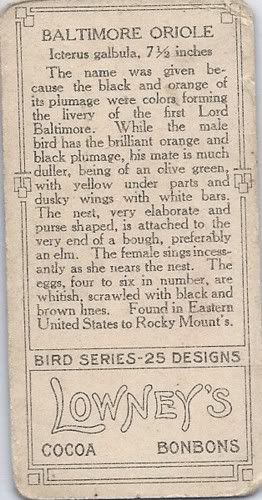 BALTIMORE ORIOLE
Icterus galbula, 7½ inches
The name was given be-
cause the black and orange of
its plumage were colors forming
the livery of the first Lord
Baltimore. While the male
bird has the brilliant orange and
black plumage, his mate is much
duller, being of an olive green,
with yellow under parts and
dusky wings with white bars.
The nest, very elaborate and
purse shaped, is attached to the
very end of a bough, preferably
an elm. The female sings incess-
antly as she nears the nest. The
eggs, four to six in number, are
whitish, scrawled with black and
brown lines. Found in Eastern
United States to Rocky Mount's.
BIRD SERIES-25 DESIGNS
LOWNEY'S
COCOA BONBONS